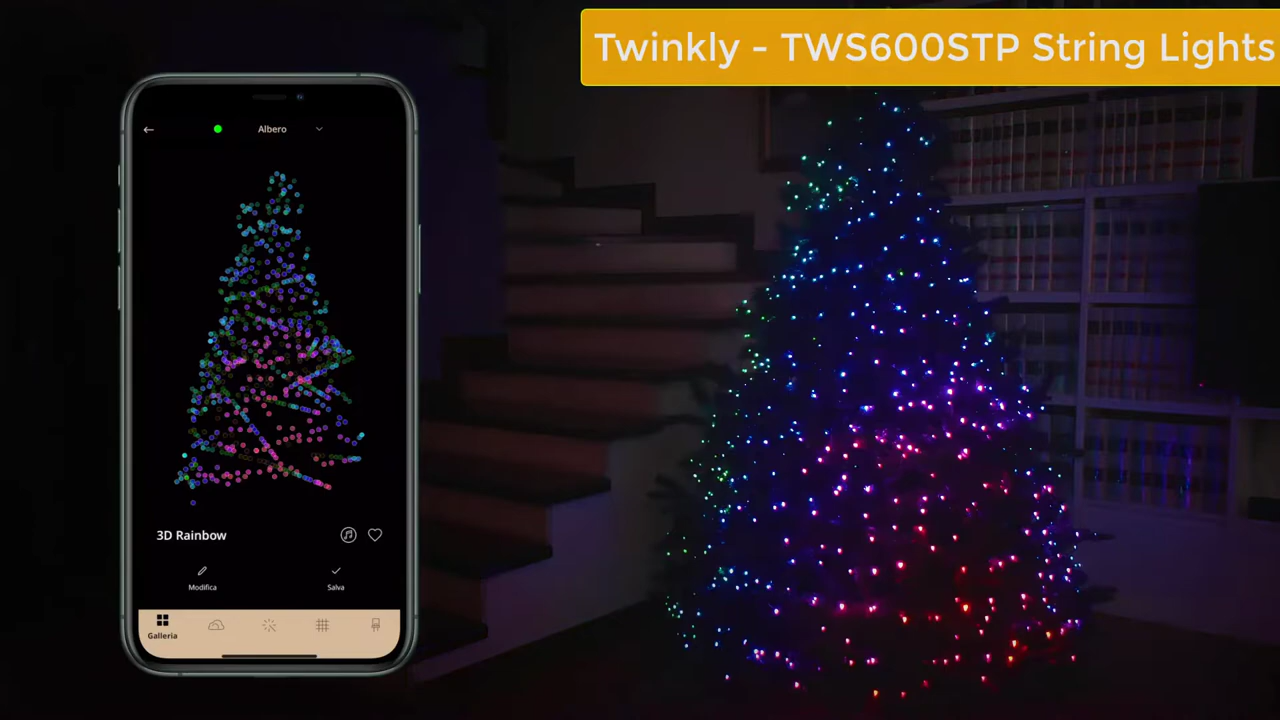 Twinkly - TWS600STP String Lights
Albero
3D Rainbow
Modifica
Salva
Galleria